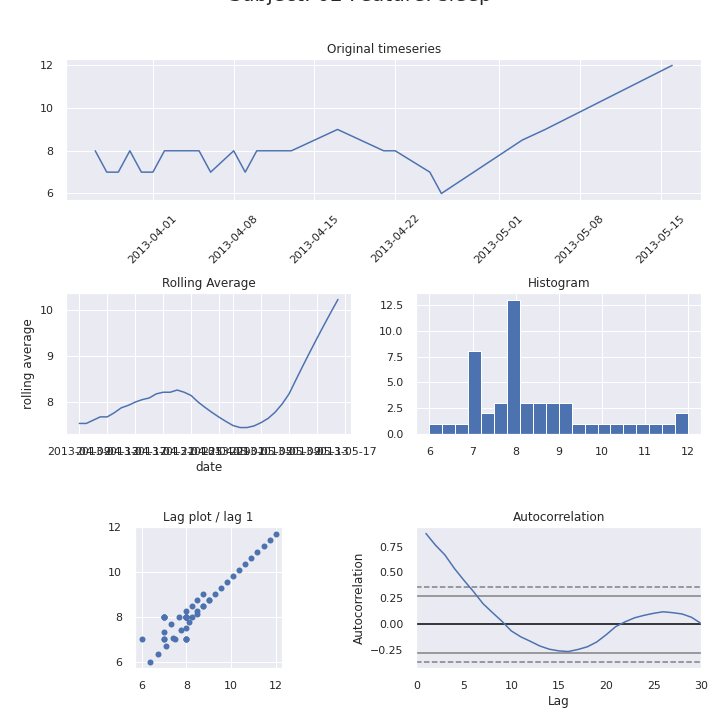 Original timeseries
12
10
8
6
2013-04-01
2013-04-08
2013-04-15
2013-04-22
2013-05-01
2013-05-08
2013-05-15
Rolling Average
Histogram
10
9
8
rolling average
date
12.5
10.0
7.5
5.0
2.5
0.0
6 7 8 9 10 11 12
Lag plot / lag 1
Autocorrelation
12
10
8
6
6 8 10 12
Autocorrelation
0.75
0.50
0.25
0.00
−0.25
0 5 10 15 20 25 30
Lag